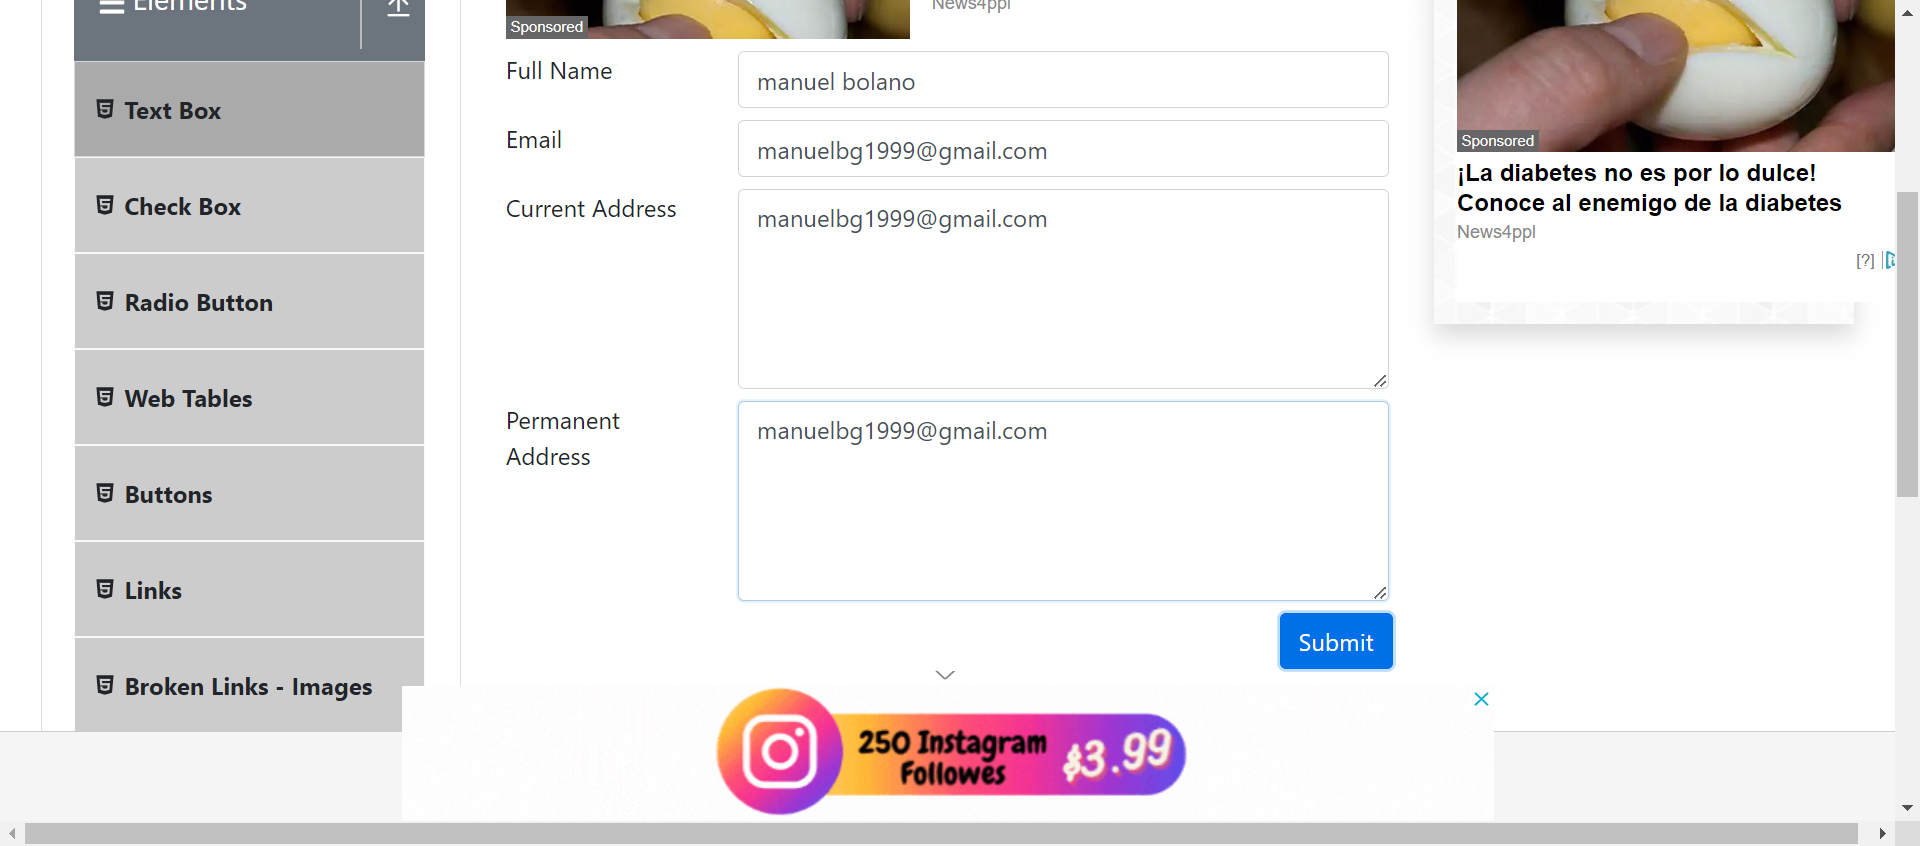 Elements
Text Box
Check Box
Radio Button
Web Tables
Buttons
Links
Broken Links - Images
Sponsored
News4ppl
Full Name
manuel bolano
Email
manuelbg1999@gmail.com
Current Address
manuelbg1999@gmail.com
Permanent
Address
manuelbg1999@gmail.com
Submit
Sponsored
¡La diabetes no es por lo dulce!
Conoce al enemigo de la diabetes
News4ppl
[?]
250 Instagram
Followes
$3.99